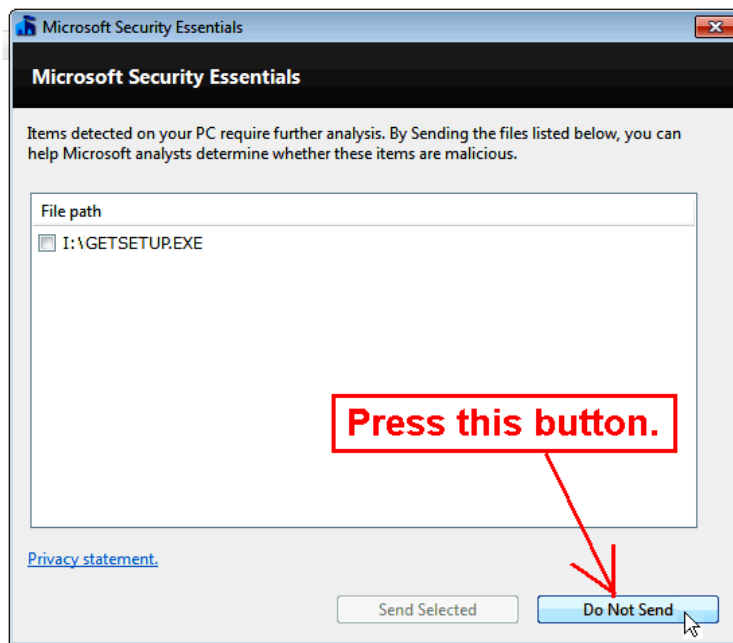 Microsoft Security Essentials
Microsoft Security Essentials
Items detected on your PC require further analysis. By Sending the files listed below, you can
help Microsoft analysts determine whether these items are malicious.
File path
I:\GETSETUP.EXE
Press this button.
Privacy statement.
Send Selected
Do Not Send